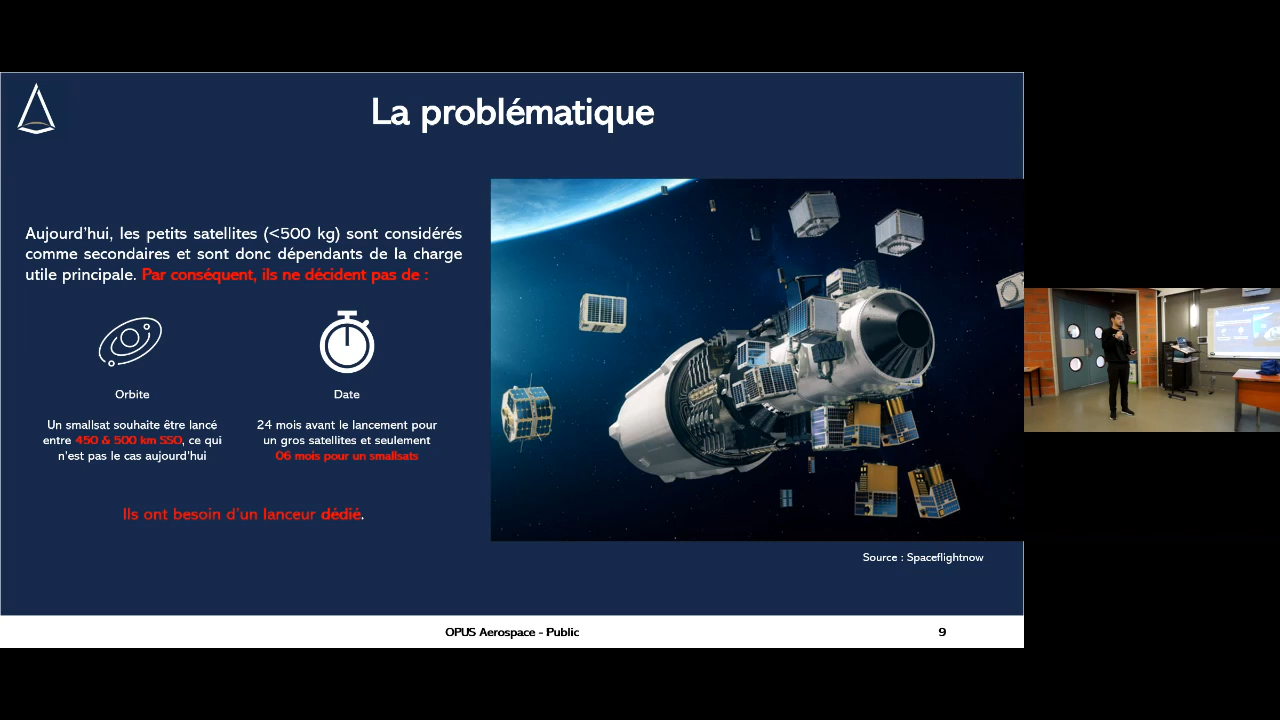 La problématique
Aujourd'hui, les petits satellites (<500 kg) sont considérés
comme secondaires et sont donc dépendants de la charge
utile principale. Par conséquent, ils ne décident pas de :
Orbite
Un smallsat souhaite être lancé
entre 450 & 500 km SSO, ce qui
n'est pas le cas aujourd'hui
Date
24 mois avant le lancement pour
un gros satellites et seulement
06 mois pour un smallsats
Ils ont besoin d'un lanceur dédié.
Source : Spaceflightnow
OPUS Aerospace - Public
9